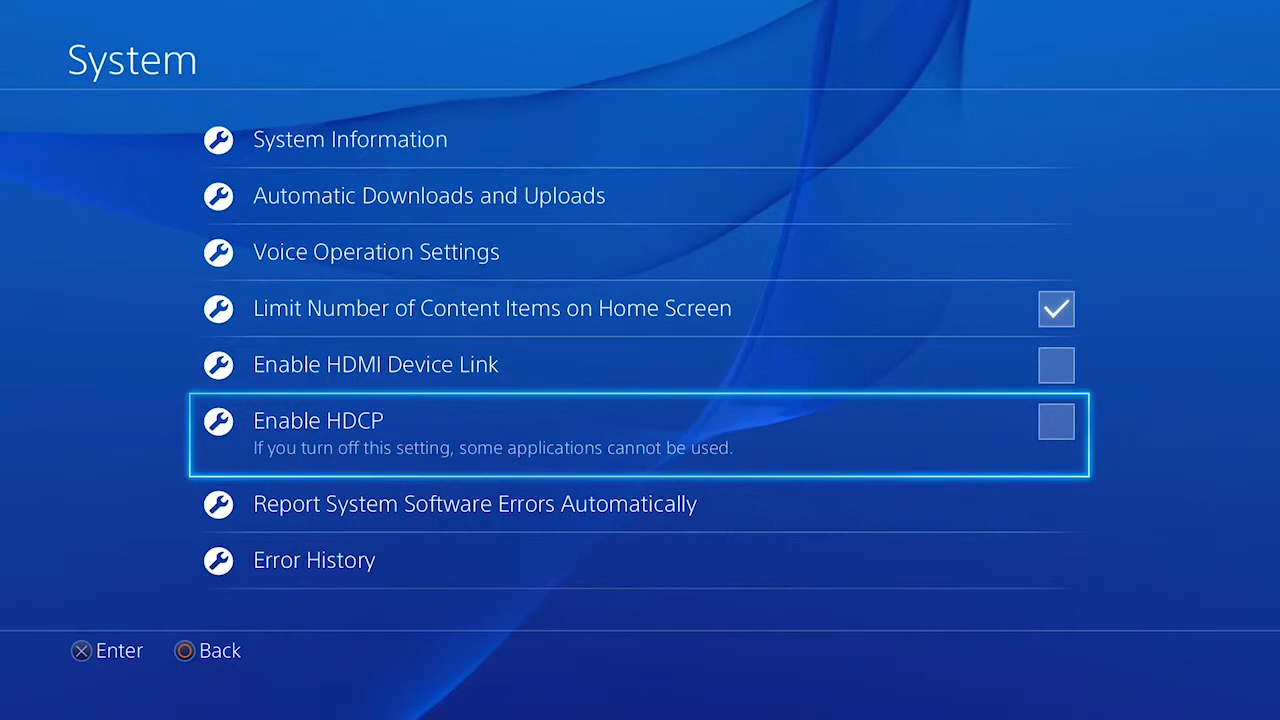 System
System Information
Automatic Downloads and Uploads
Voice Operation Settings
Limit Number of Content Items on Home Screen
Enable HDMI Device Link
Enable HDCP
If you turn off this setting, some applications cannot be used.
Report System Software Errors Automatically
Error History
Enter Back